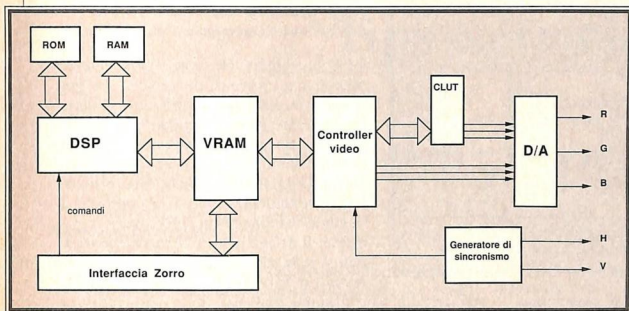 ROM
RAM
CLUT
R
DSP
VRAM
Controller
video
D/A
G
B
comandi
H
Generatore di
sincronismo
V
Interfaccia Zorro